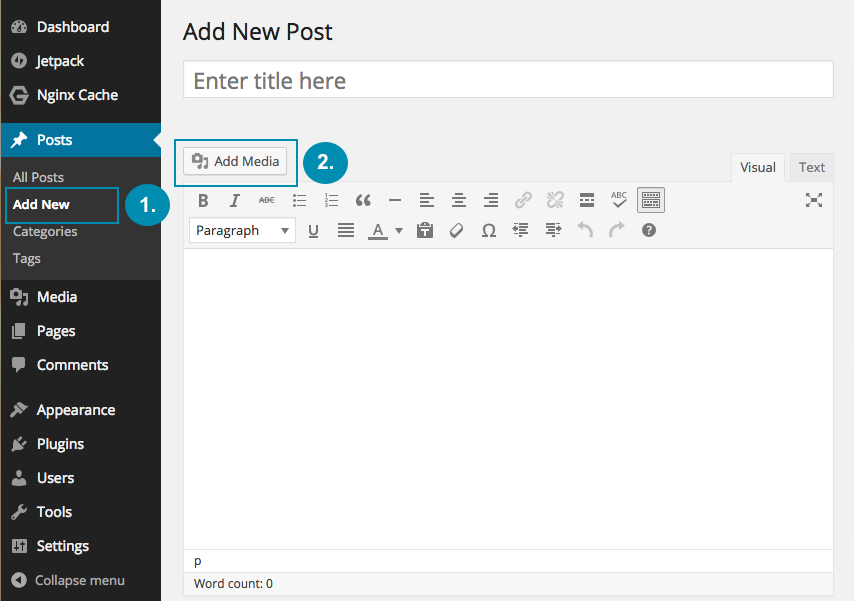 Dashboard
Jetpack
Nginx Cache
Posts
All Posts
Add New
1.
Categories
Tags
Media
Pages
Comments
Appearance
Plugins
Users
Tools
Settings
Collapse menu
Add New Post
Enter title here
Add Media
2.
Visual
Text
B I ABC ABC
Paragraph U A T Ω ?
p
Word count: 0